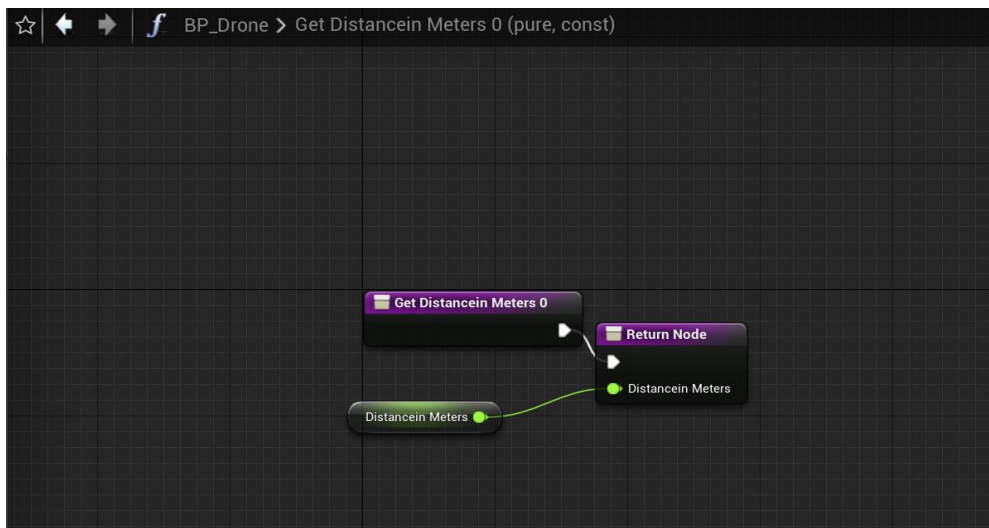 f BP_Drone > Get Distancein Meters 0 (pure, const)
Get Distancein Meters 0
Return Node
Distancein Meters
Distancein Meters